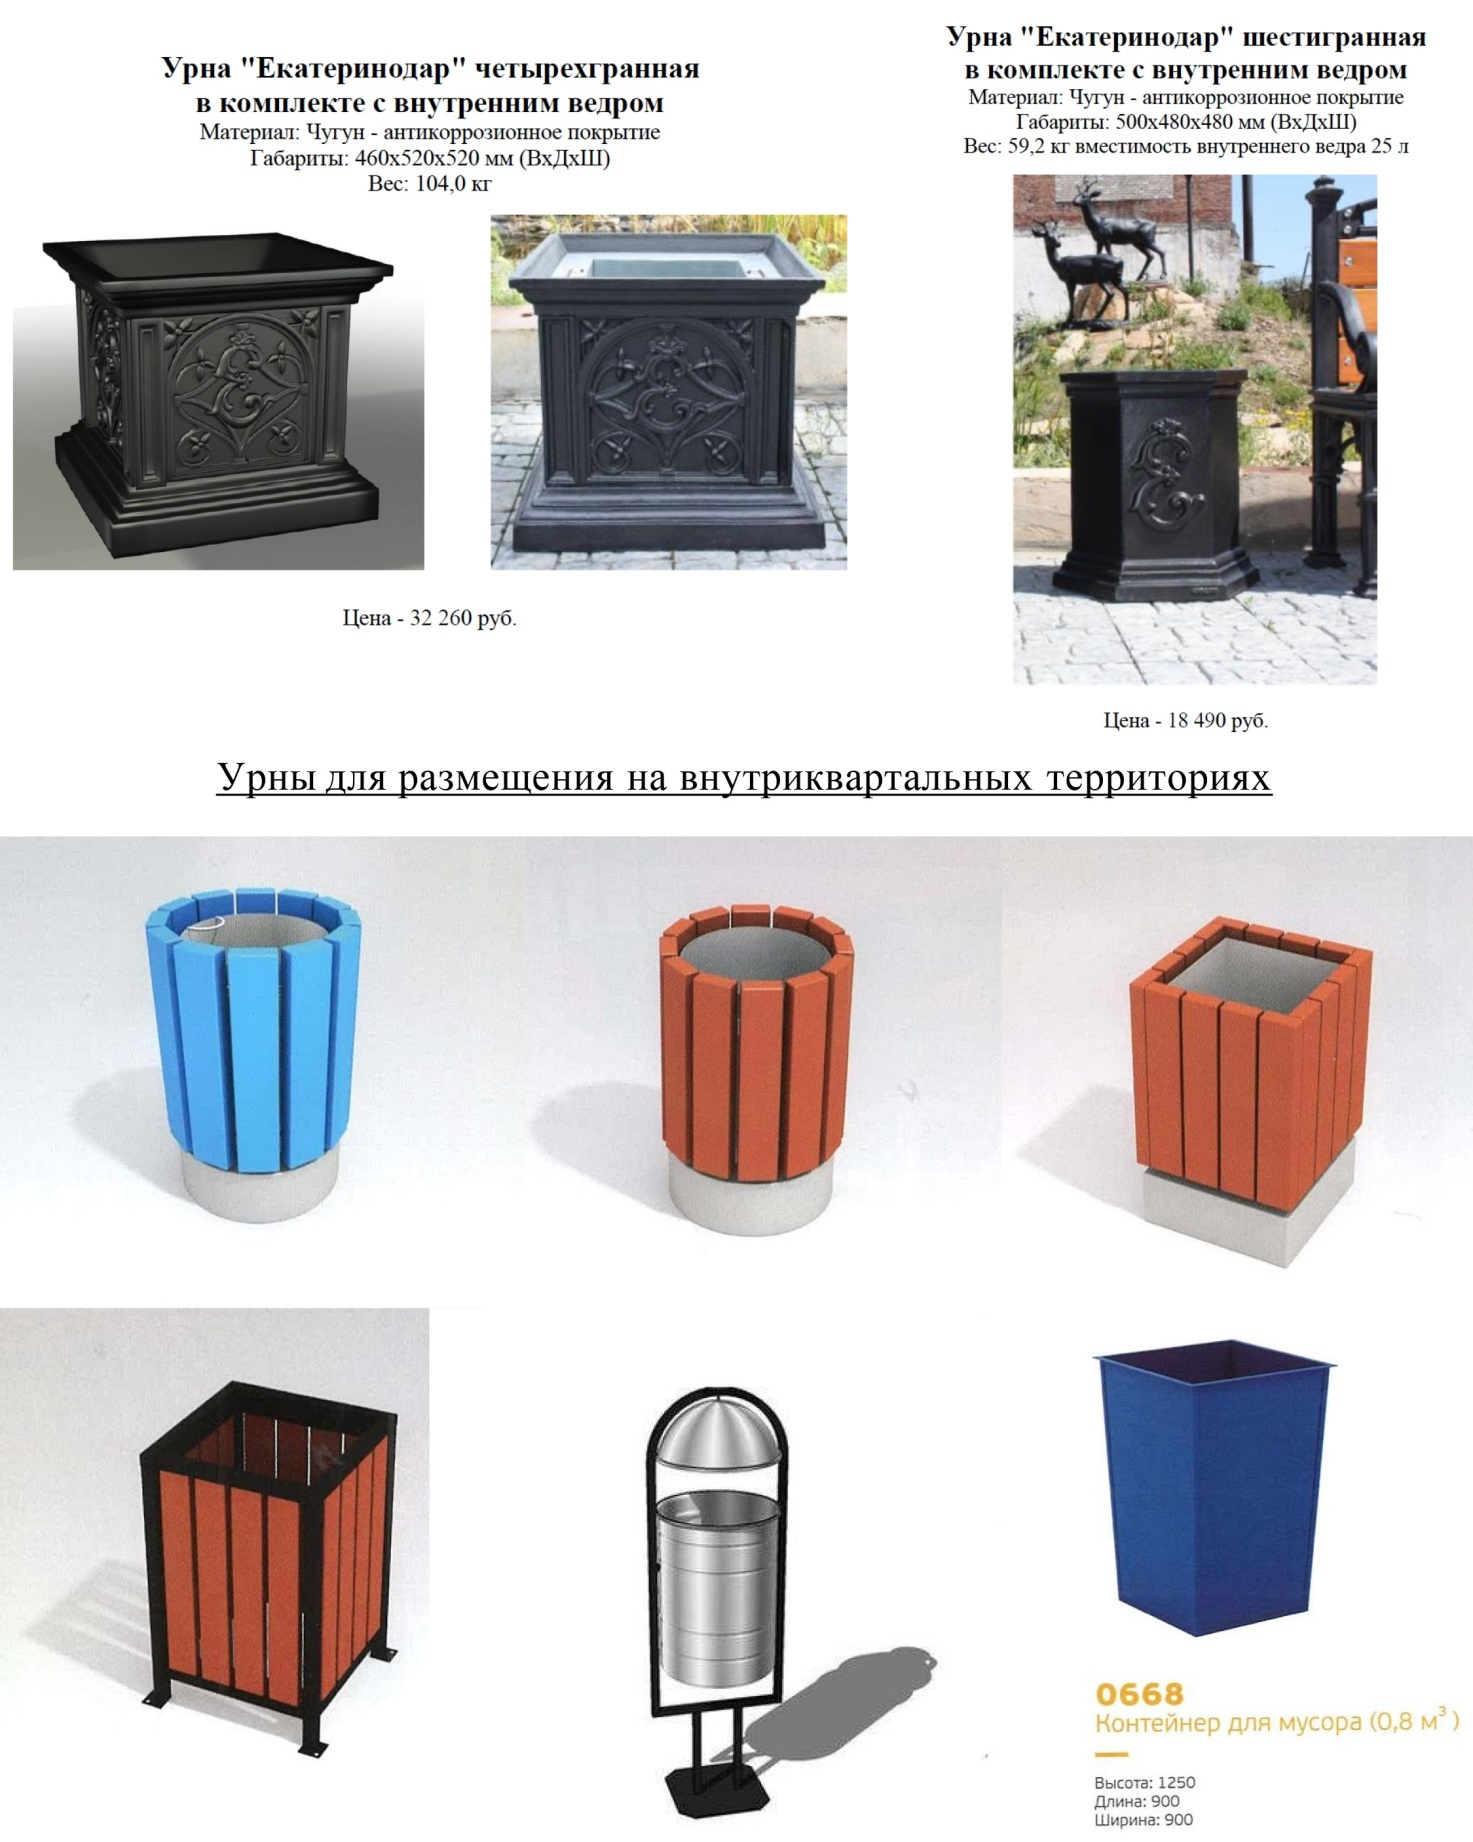 Урна "Екатеринодар" четырехгранная
в комплекте с внутренним ведром
Материал: Чугун - антикоррозионное покрытие
Габариты: 460х520х520 мм (ВхДхШ)
Вес: 104,0 кг
Цена - 32 260 руб.
Урна "Екатеринодар" шестигранная
в комплекте с внутренним ведром
Материал: Чугун - антикоррозионное покрытие
Габариты: 500х480х480 мм (ВхДхШ)
Вес: 59,2 кг вместимость внутреннего ведра 25 л
Цена - 18 490 руб.
Урны для размещения на внутриквартальных территориях
0668
Контейнер для мусора (0,8 м³)
Высота: 1250
Длина: 900
Ширина: 900